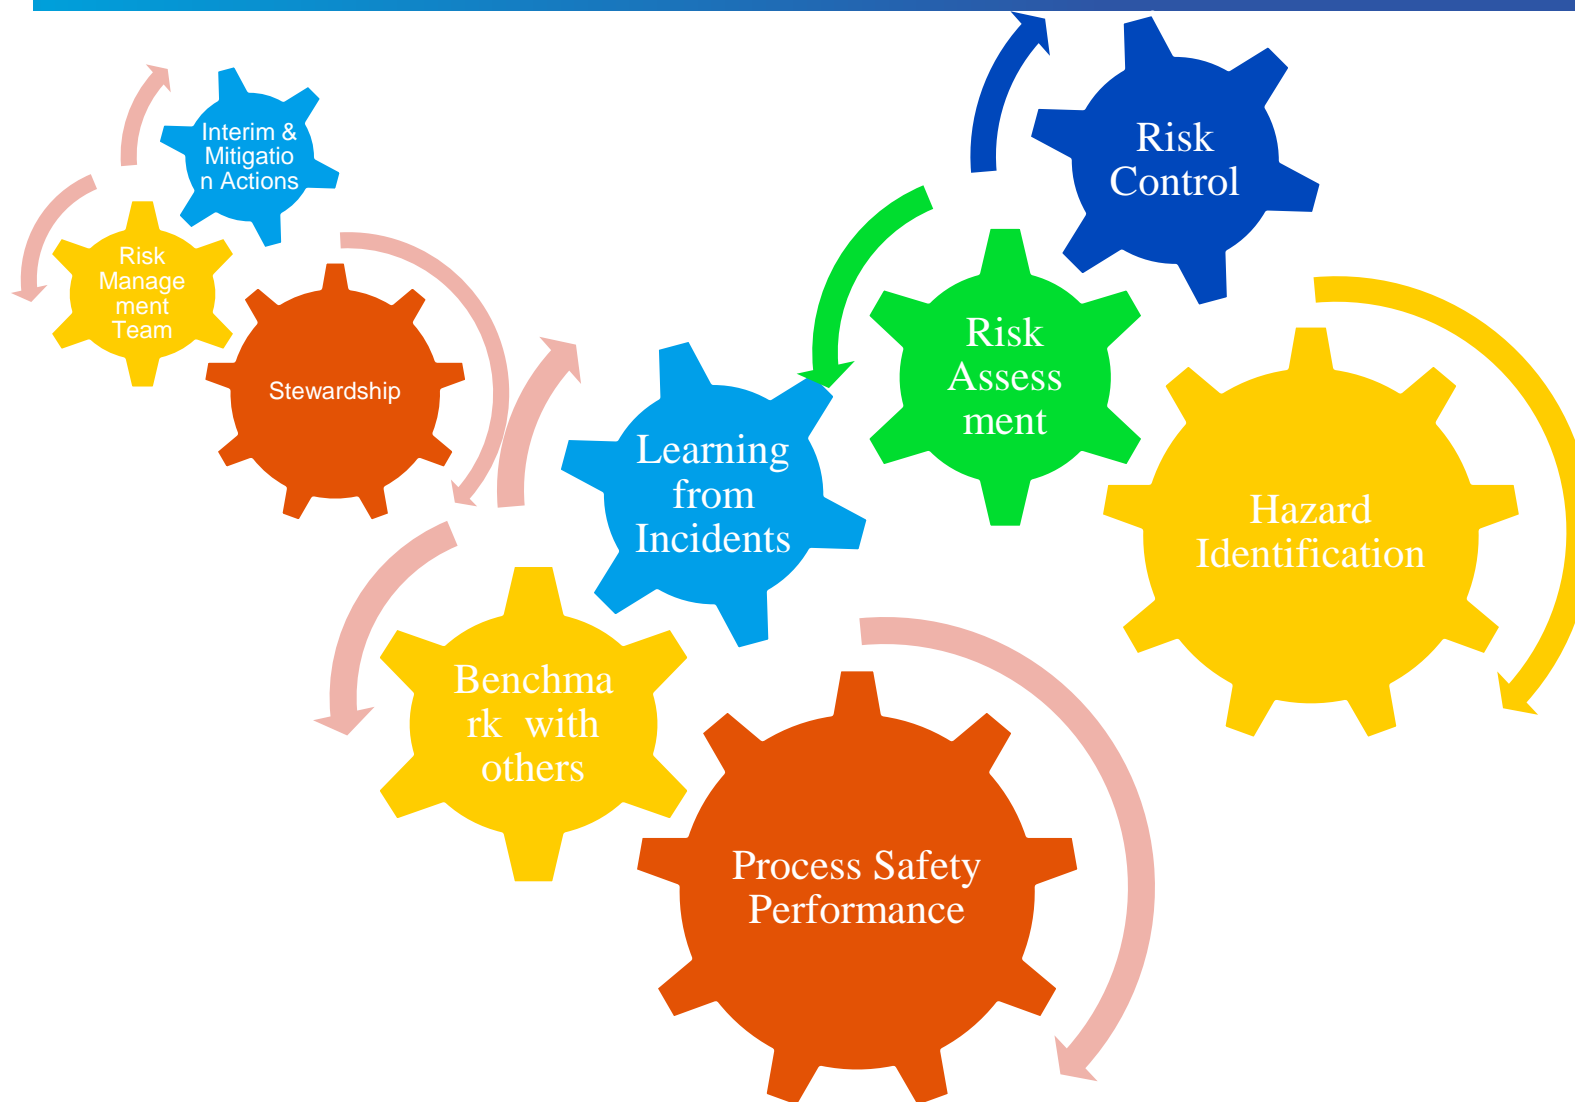 Interim &
Mitigatio
n Actions
Risk
Manage
ment
Team
Stewardship
Risk
Control
Risk
Assess
ment
Hazard
Identification
Learning
from
Incidents
Benchma
rk  with
others
Process Safety
Performance